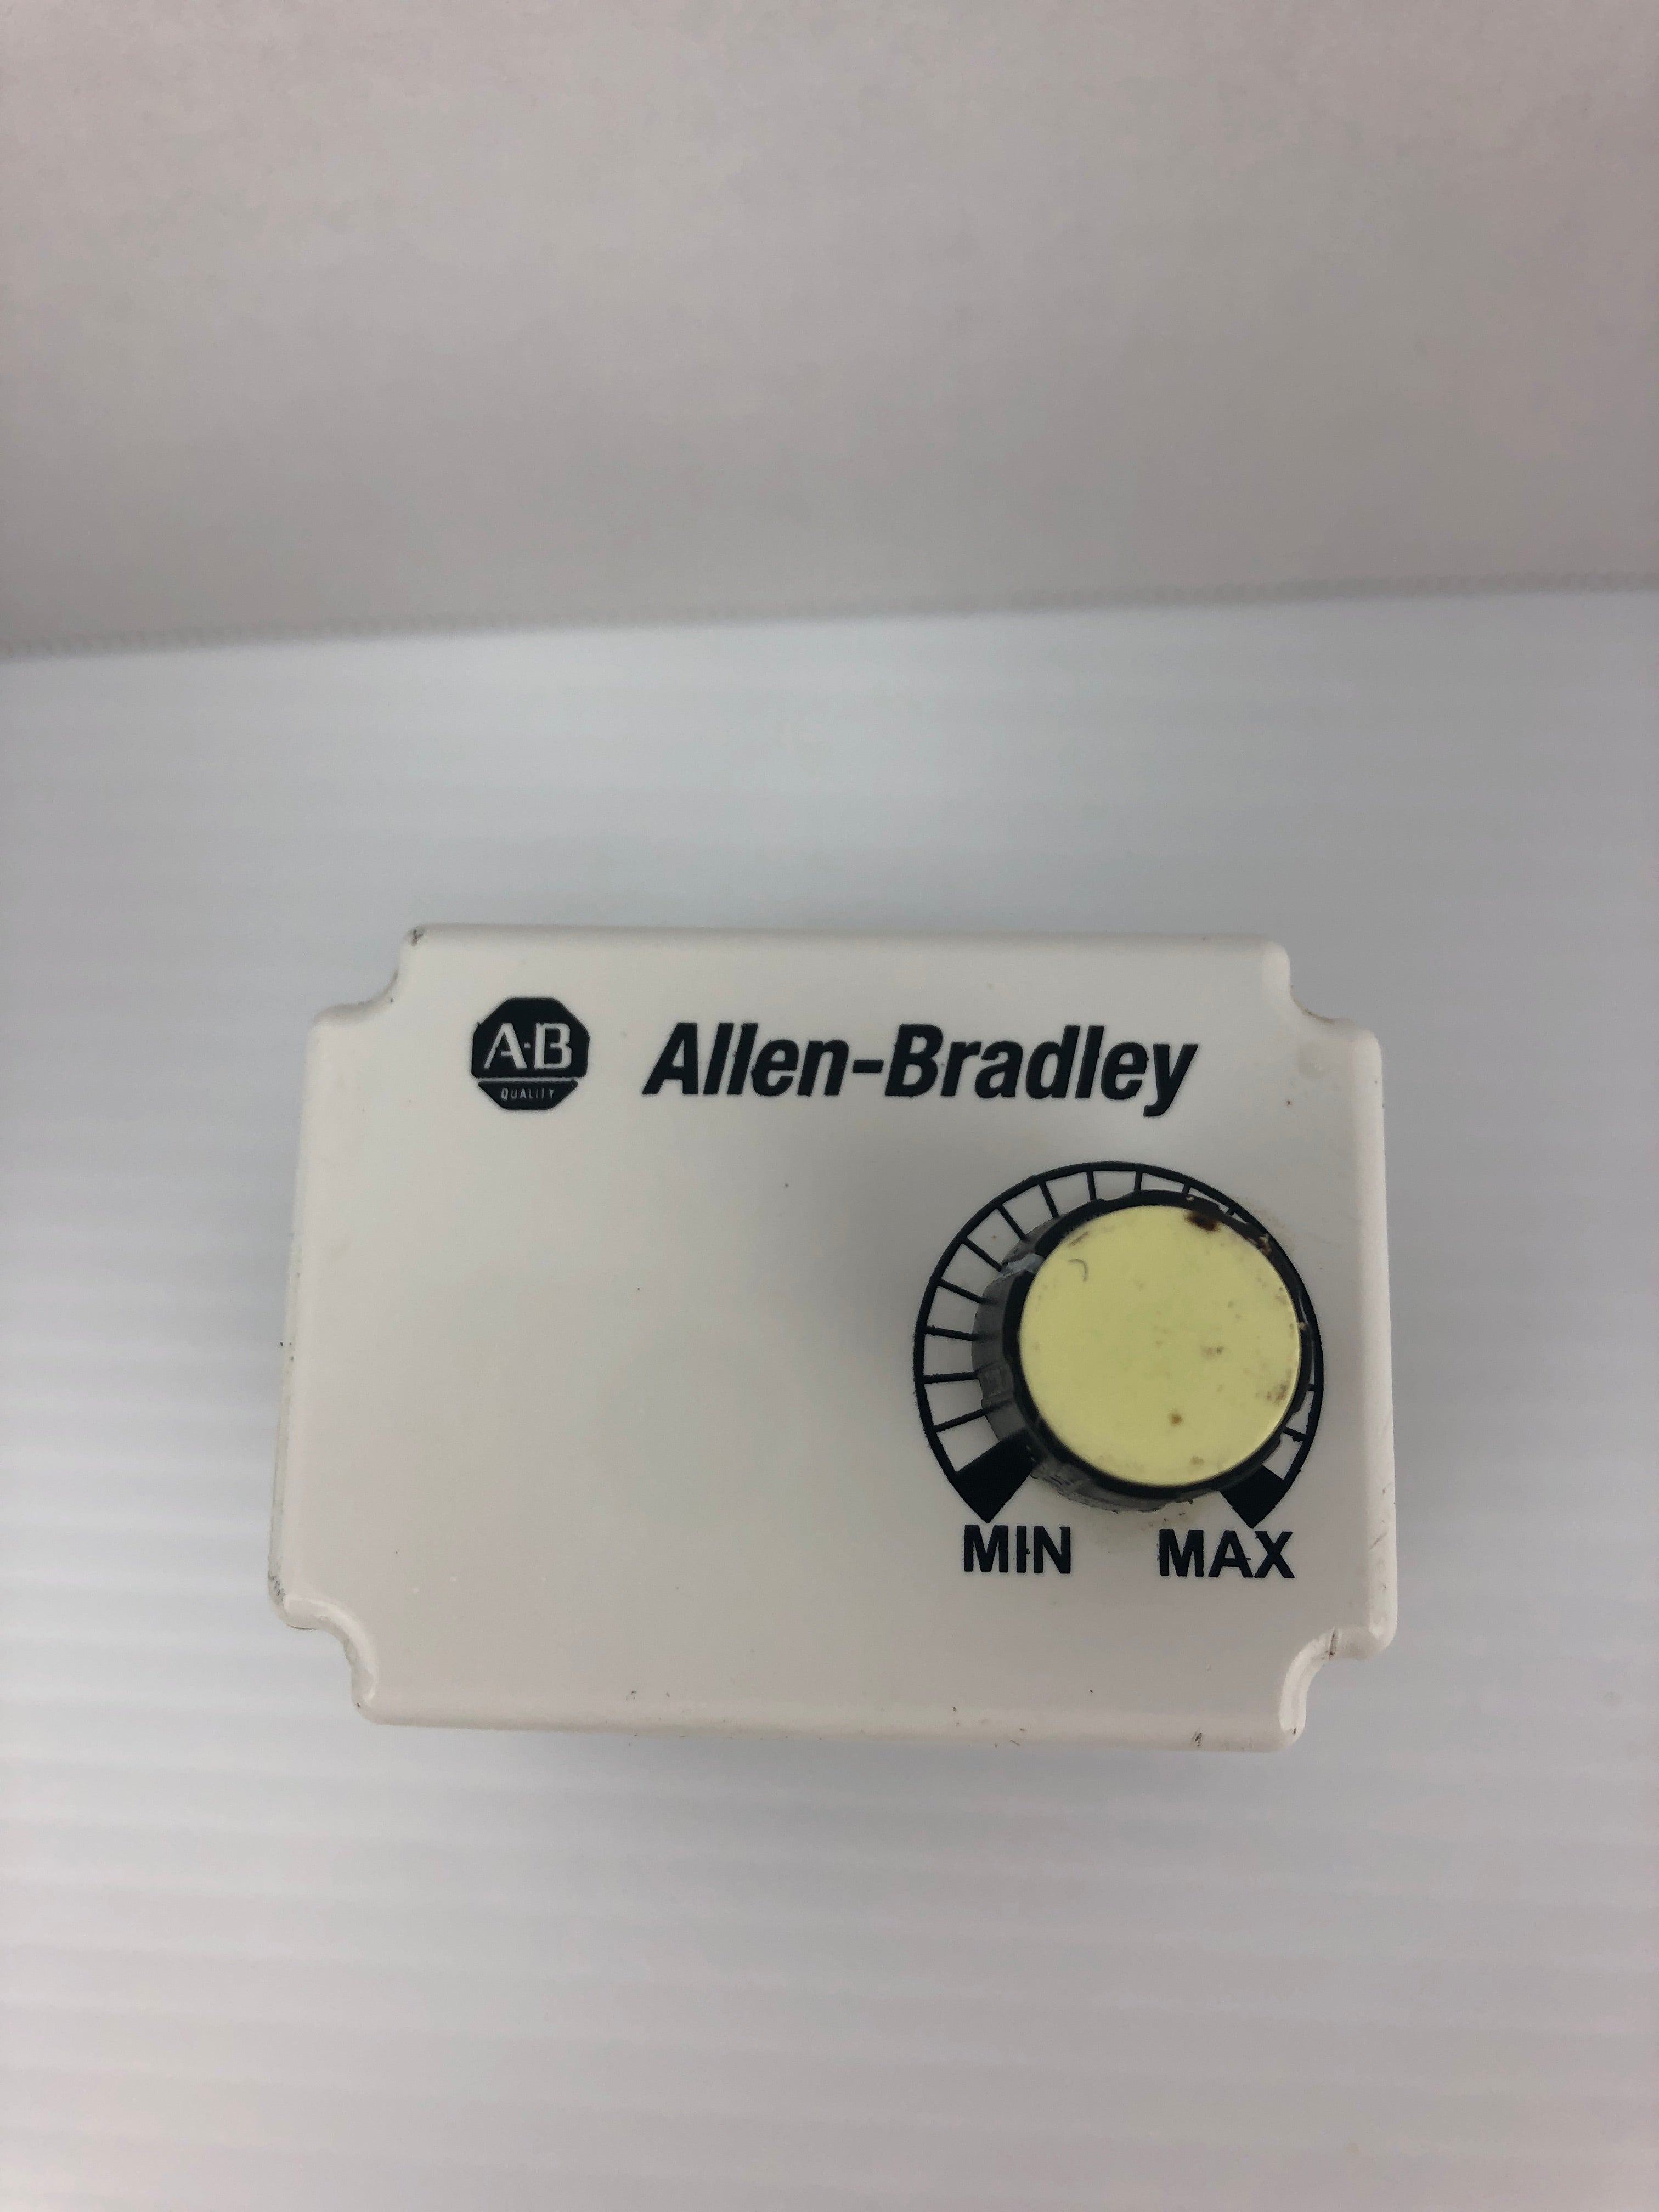 A-B
QUALITY
Allen-Bradley
MIN MAX